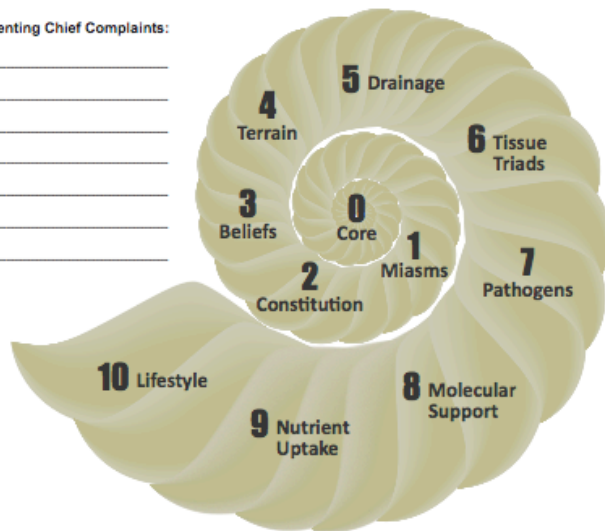 enting Chief Complaints:
5 Drainage
4
Terrain
6 Tissue
Triads
3
Beliefs
0
Core
1
Miasms
2
Constitution
7
Pathogens
10 Lifestyle
8 Molecular
Support
9 Nutrient
Uptake